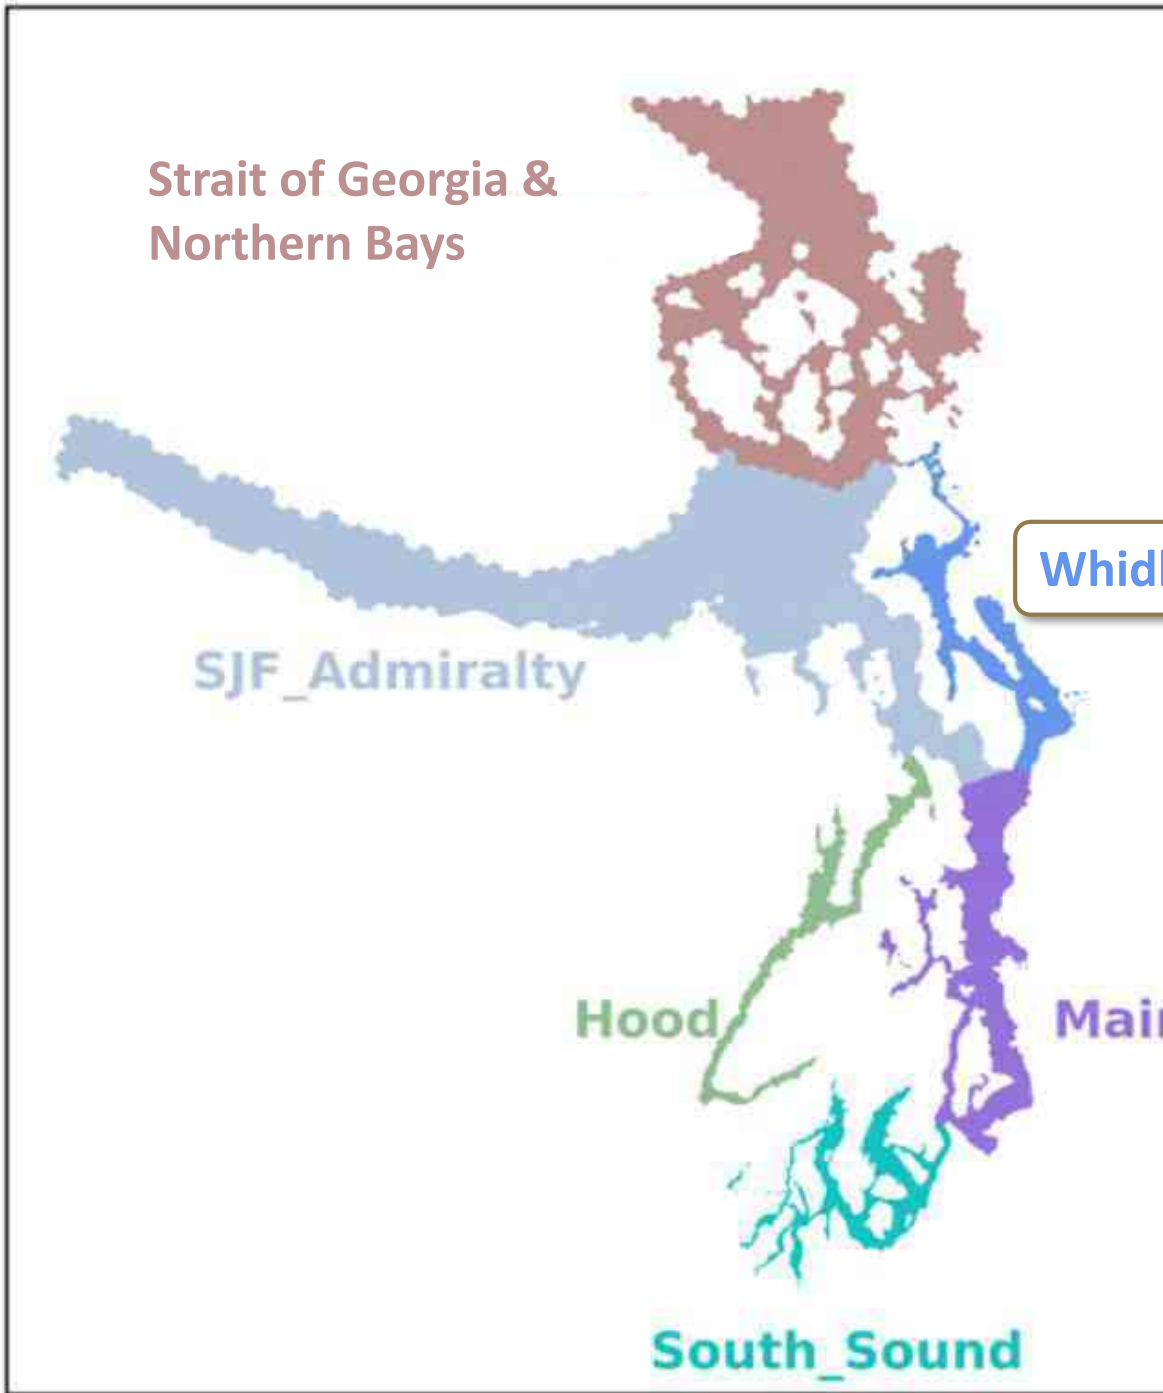 Strait of Georgia &
Northern Bays
SJF_Admiralty
Hood
South_Sound